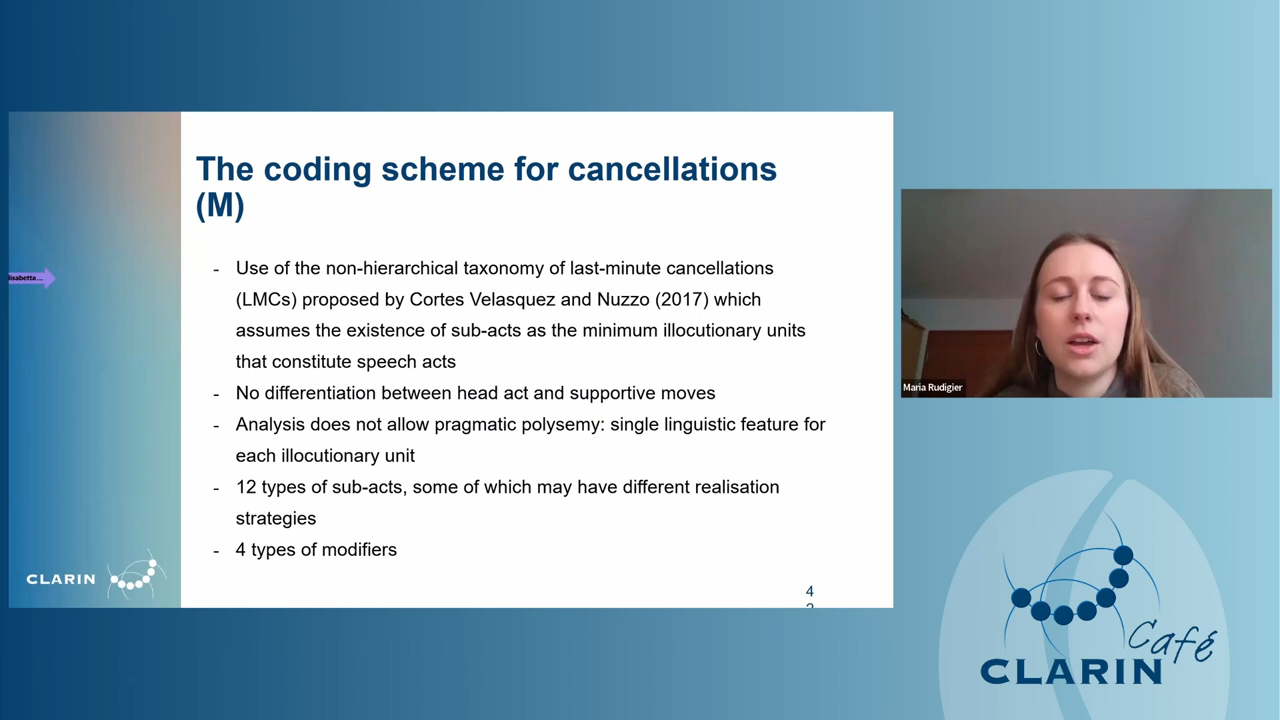 The coding scheme for cancellations
(M)
- Use of the non-hierarchical taxonomy of last-minute cancellations
(LMCs) proposed by Cortes Velasquez and Nuzzo (2017) which
assumes the existence of sub-acts as the minimum illocutionary units
that constitute speech acts
- No differentiation between head act and supportive moves
- Analysis does not allow pragmatic polysemy: single linguistic feature for
each illocutionary unit
- 12 types of sub-acts, some of which may have different realisation
strategies
- 4 types of modifiers
4
CLARIN
Maria Rudigier
Café
CLARIN